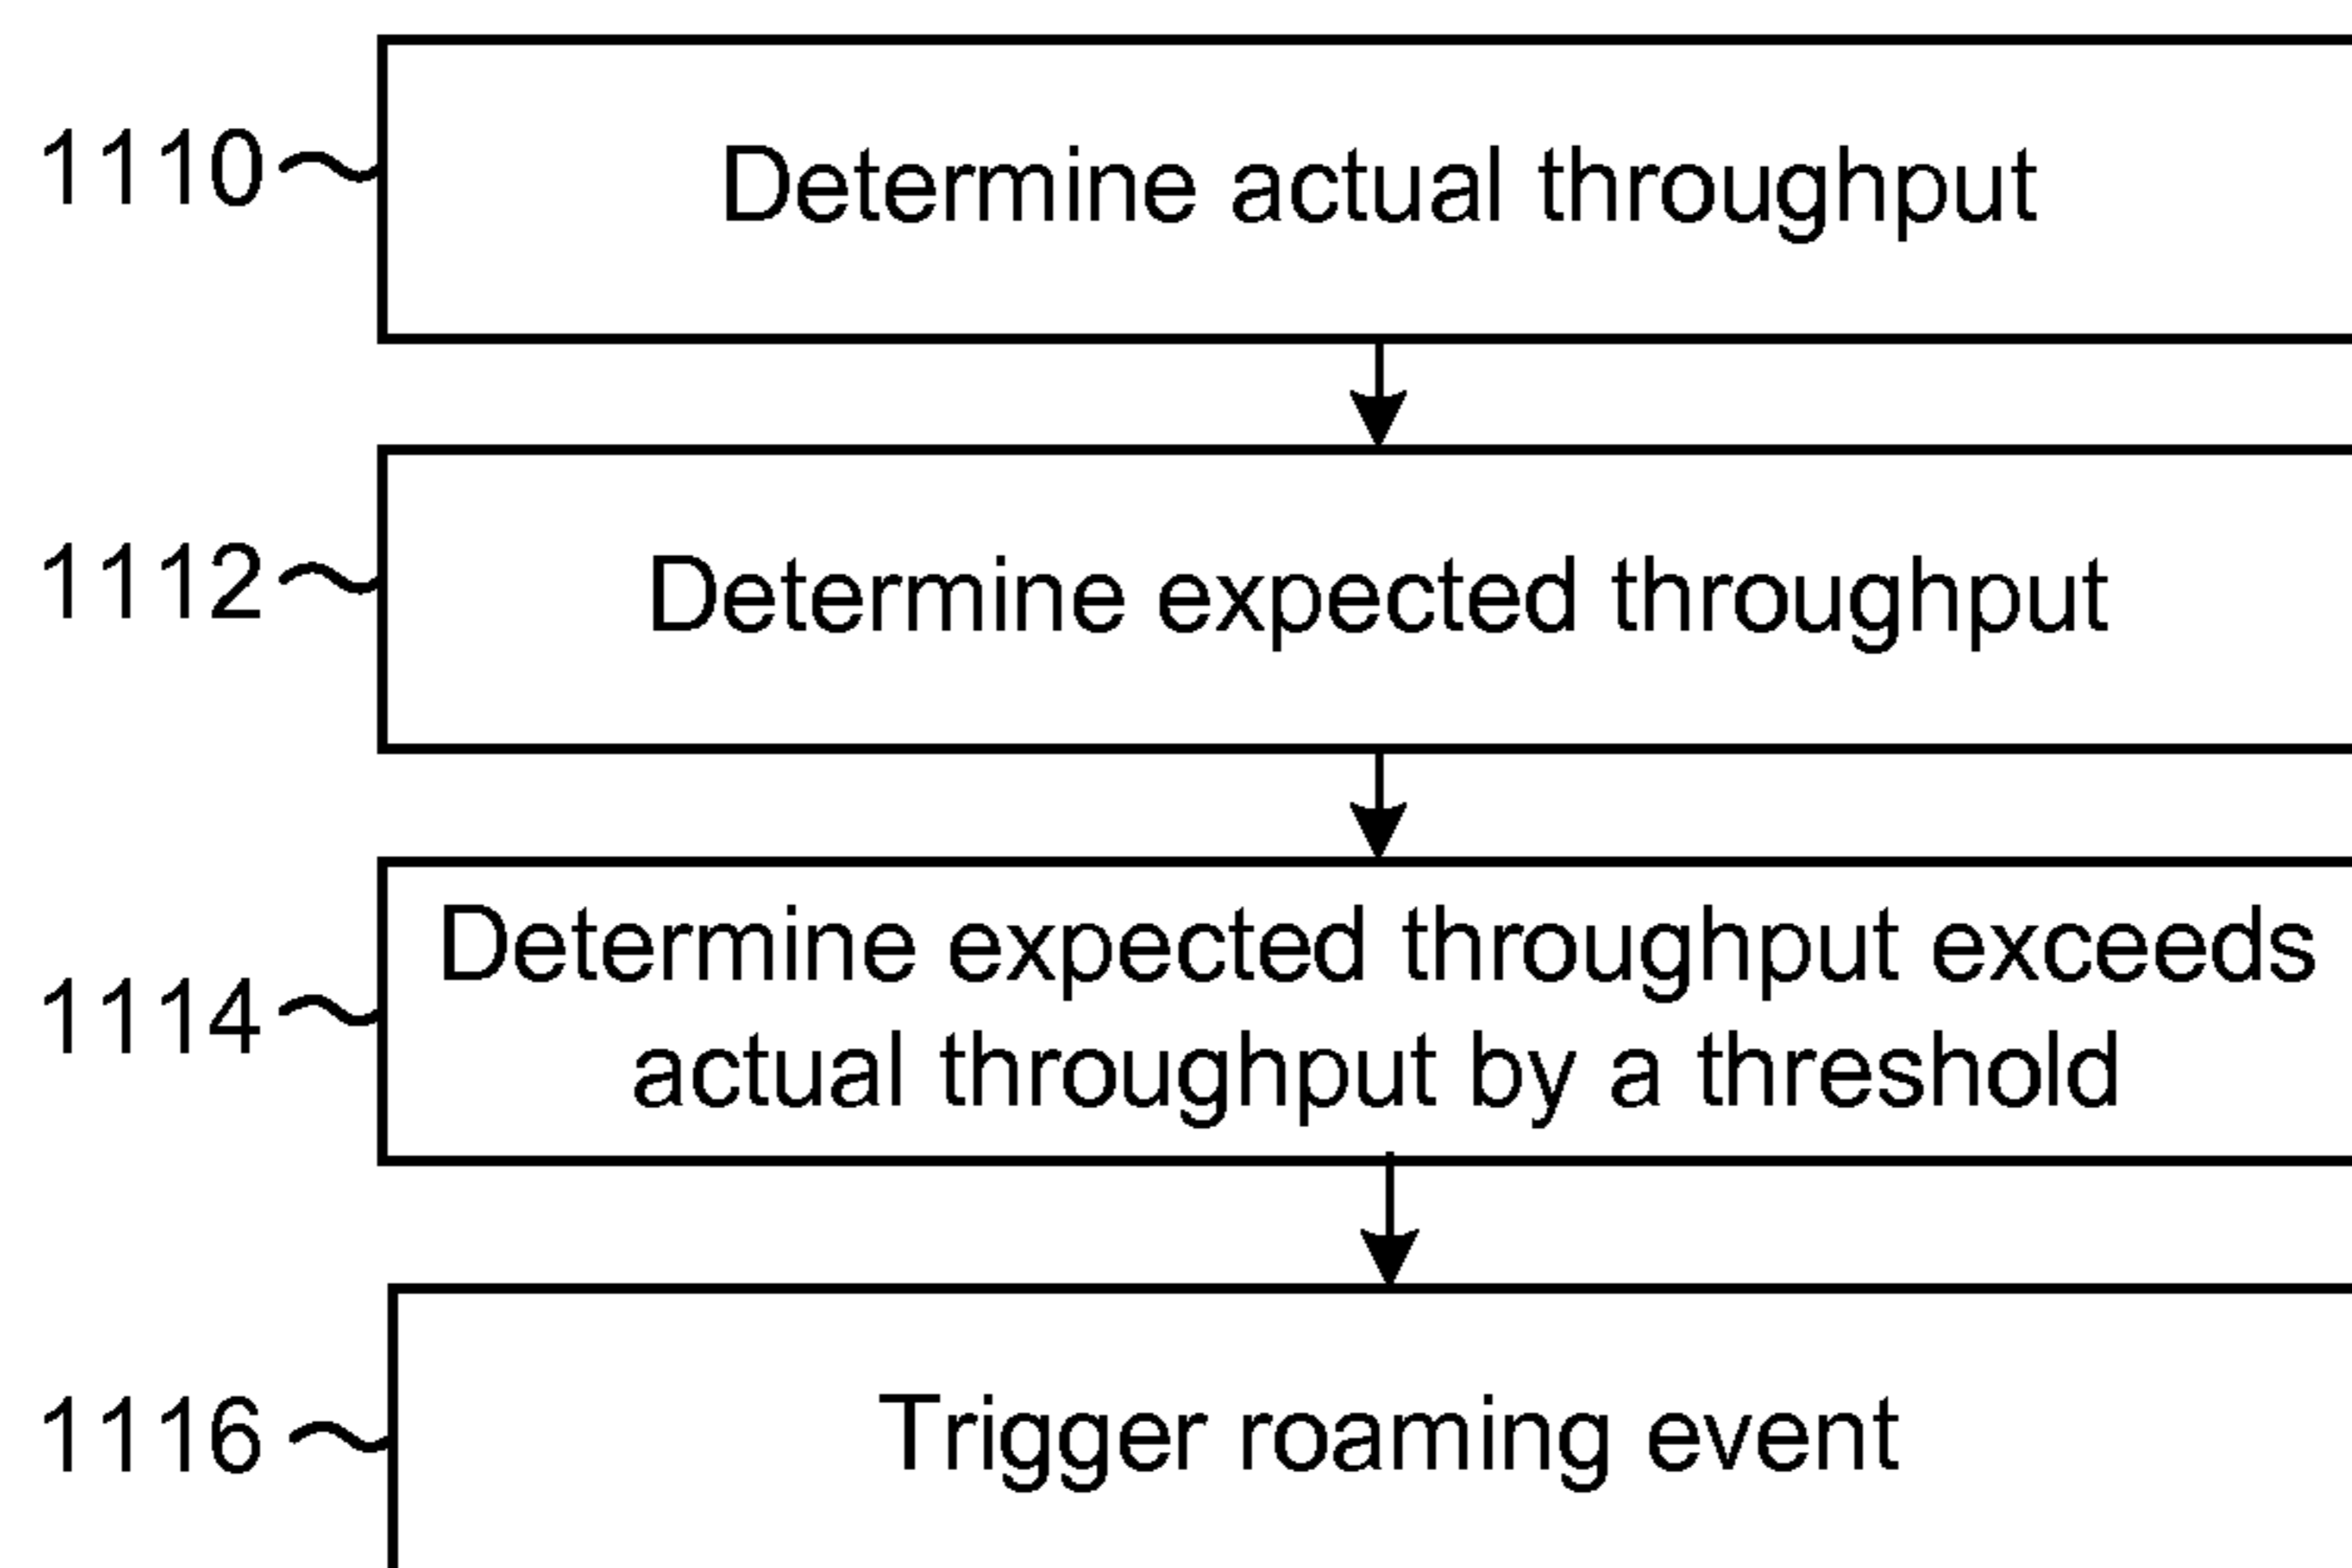 1110
Determine actual throughput
1112
Determine expected throughput
1114
Determine expected throughput exceeds
actual throughput by a threshold
1116
Trigger roaming event